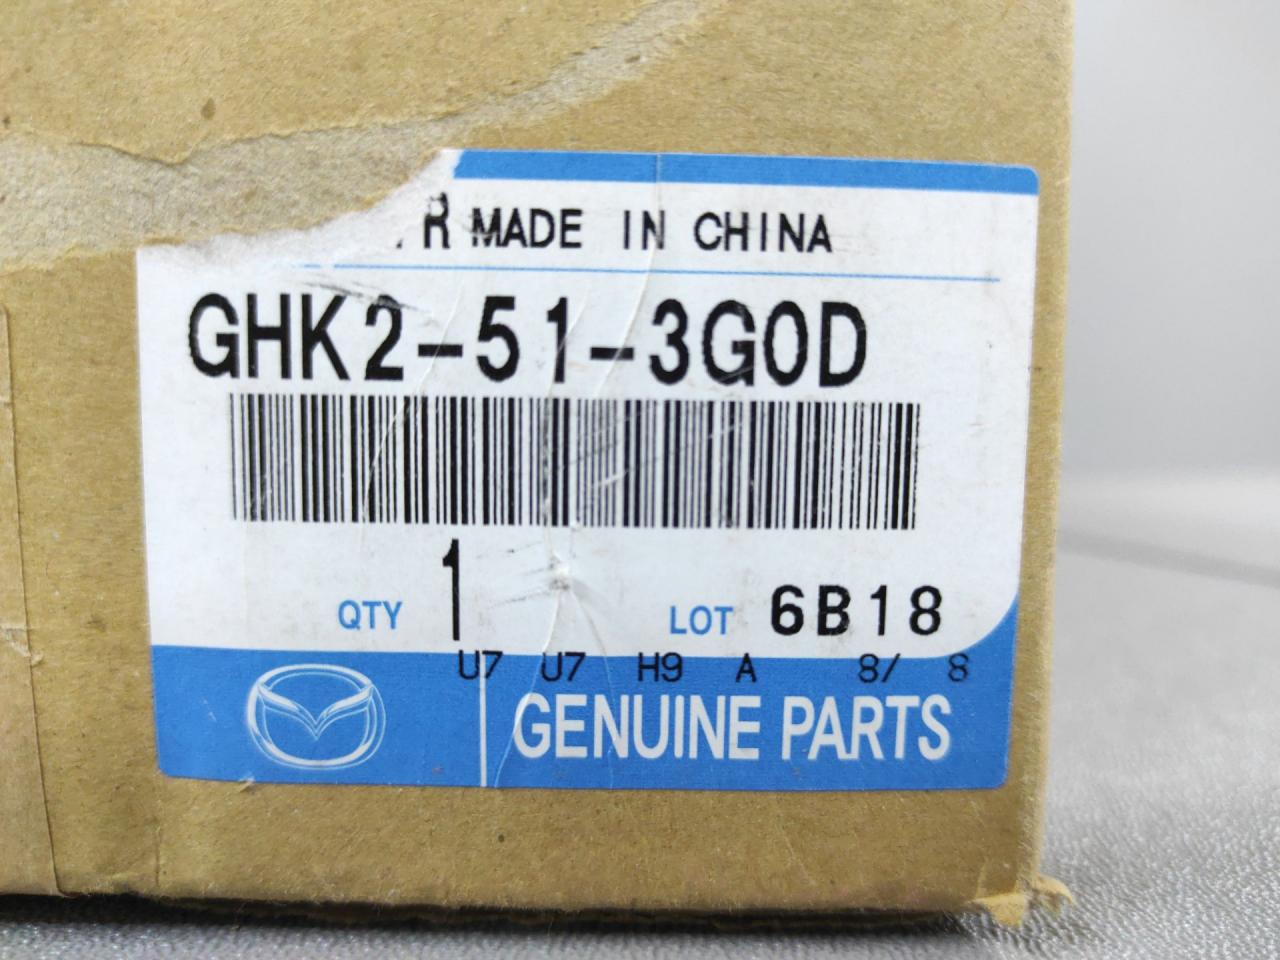 R MADE IN CHINA
GHK2-51-3G0D
QTY 1 LOT 6B18
U7 U7 H9 A 8/ 8
GENUINE PARTS